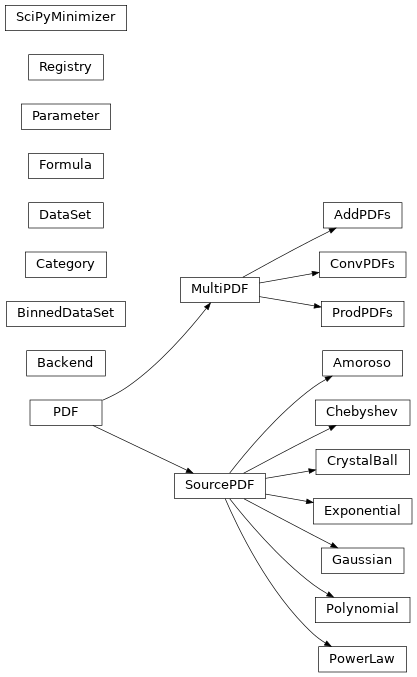 SciPyMinimizer
Registry
Parameter
Formula
DataSet
Category
BinnedDataSet
Backend
PDF
MultiPDF
SourcePDF
AddPDFs
ConvPDFs
ProdPDFs
Amoroso
Chebyshev
CrystalBall
Exponential
Gaussian
Polynomial
PowerLaw